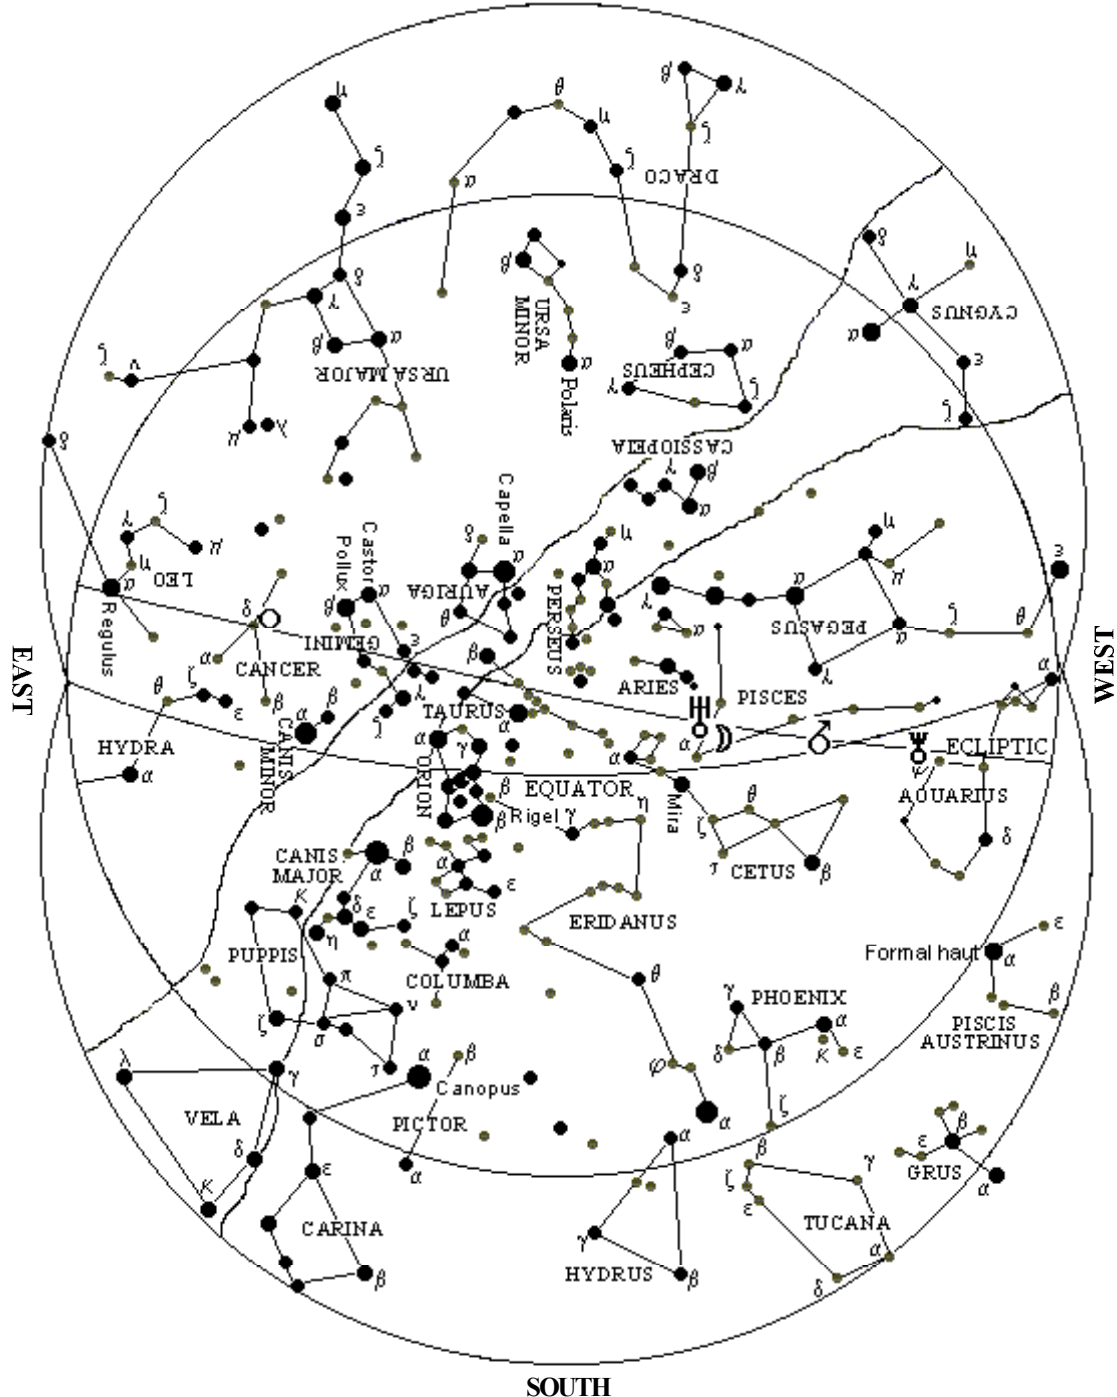 DRACO
URSA
MINOR
Polaris
CEPHEUS
CYGNUS
URSA MAJOR
CASSIOPEIA
Capella
Castor
Pollux
AURIGA
PERSEUS
PEGASUS
LEO
Regulus
GEMINI
CANCER
ARIES
PISCES
TAURUS
EAST
WEST
HYDRA
CANIS
MINOR
ORION
EQUATOR
ECLIPTIC
Rigel
Mira
AQUARIUS
CANIS
MAJOR
LEPUS
CETUS
ERIDANUS
PUPPIS
COLUMBA
Formal haut
PHOENIX
PISCIS
AUSTRINUS
VELA
Canopus
PICTOR
GRUS
CARINA
HYDRUS
TUCANA
SOUTH